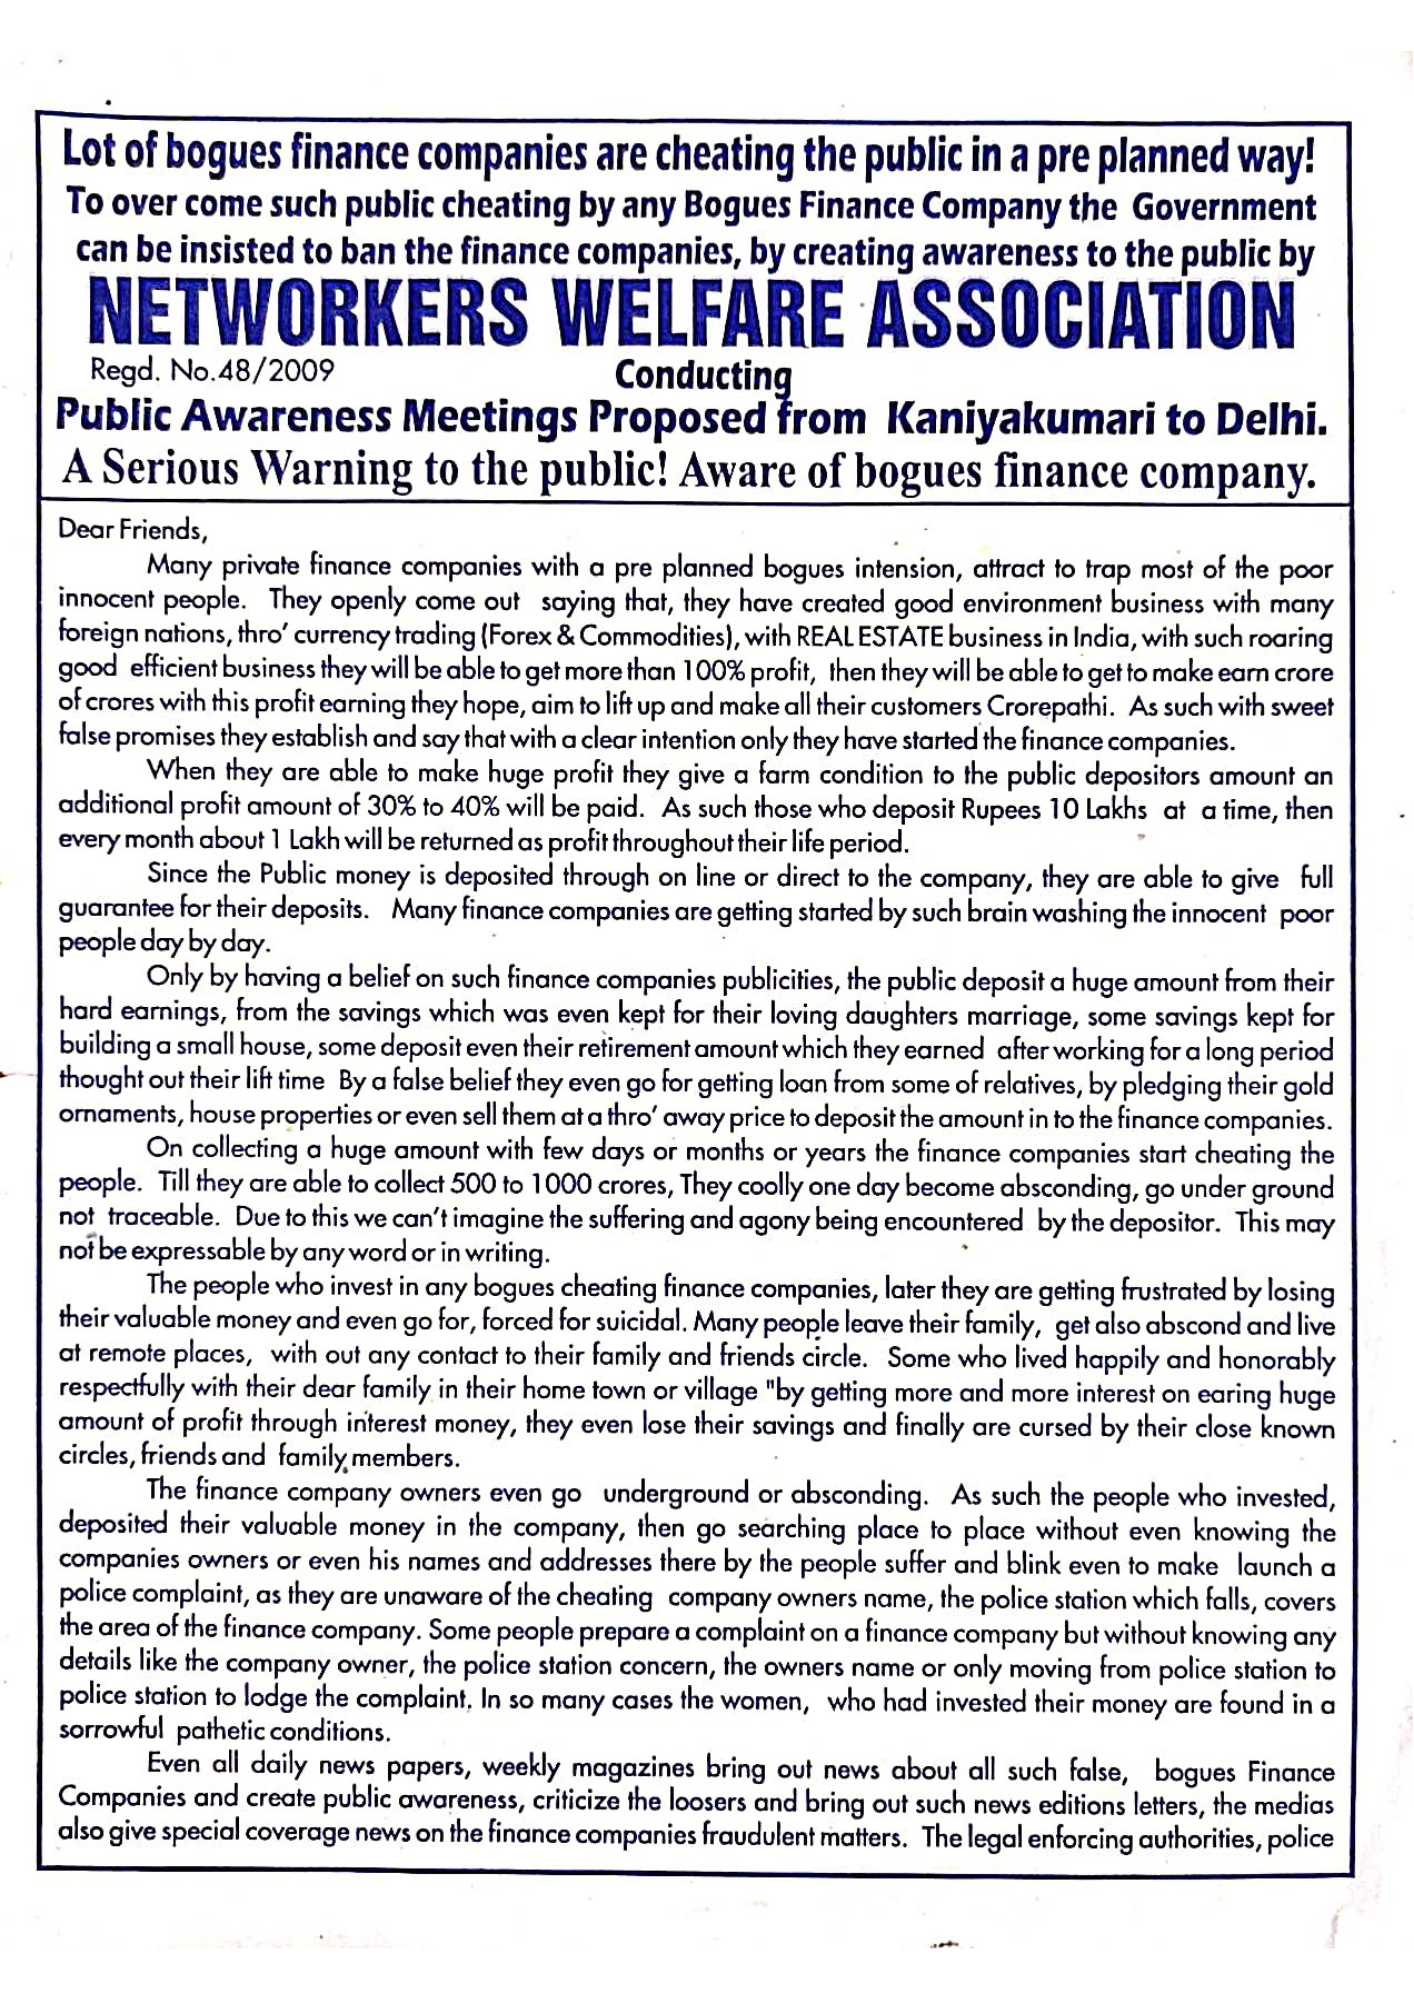 Lot of bogues finance companies are cheating the public in a pre planned way!
To over come such public cheating by any Bogues Finance Company the Government
can be insisted to ban the finance companies, by creating awareness to the public by
NETWORKERS WELFARE ASSOCIATION
Regd. No.48/2009
Conducting
Public Awareness Meetings Proposed from Kaniyakumari to Delhi.
A Serious Warning to the public! Aware of bogues finance company.
Dear Friends,
Many private finance companies with a pre planned bogues intension, attract to trap most of the poor
innocent people. They openly come out saying that, they have created good environment business with many
foreign nations, thro' currency trading (Forex & Commodities), with REAL ESTATE business in India, with such roaring
good efficient business they will be able to get more than 100% profit, then they will be able to get to make earn crore
of crores with this profit earning they hope, aim to lift up and make all their customers Crorepathi. As such with sweet
false promises they establish and say that with a clear intention only they have started the finance companies.
When they are able to make huge profit they give a farm condition to the public depositors amount an
additional profit amount of 30% to 40% will be paid. As such those who deposit Rupees 10 Lakhs at a time, then
every month about 1 Lakh will be returned as profit throughout their life period.
Since the Public money is deposited through on line or direct to the company, they are able to give full
guarantee for their deposits. Many finance companies are getting started by such brain washing the innocent poor
people day by day.
Only by having a belief on such finance companies publicities, the public deposit a huge amount from their
hard earnings, from the savings which was even kept for their loving daughters marriage, some savings kept for
building a small house, some deposit even their retirement amount which they earned after working for a long period
thought out their lift time By a false belief they even go for getting loan from some of relatives, by pledging their gold
ornaments, house properties or even sell them at a thro' away price to deposit the amount in to the finance companies.
On collecting a huge amount with few days or months or years the finance companies start cheating the
people. Till they are able to collect 500 to 1000 crores, They coolly one day become absconding, go under ground
not traceable. Due to this we can't imagine the suffering and agony being encountered by the depositor. This may
not be expressable by any word or in writing.
The people who invest in any bogues cheating finance companies, later they are getting frustrated by losing
their valuable money and even go for, forced for suicidal. Many people leave their family, get also abscond and live
at remote places, with out any contact to their family and friends circle. Some who lived happily and honorably
respectfully with their dear family in their home town or village "by getting more and more interest on earing huge
amount of profit through interest money, they even lose their savings and finally are cursed by their close known
circles, friends and family members.
The finance company owners even go underground or absconding. As such the people who invested,
deposited their valuable money in the company, then go searching place to place without even knowing the
companies owners or even his names and addresses there by the people suffer and blink even to make launch a
police complaint, as they are unaware of the cheating company owners name, the police station which falls, covers
the area of the finance company. Some people prepare a complaint on a finance company but without knowing any
details like the company owner, the police station concern, the owners name or only moving from police station to
police station to lodge the complaint. In so many cases the women, who had invested their money are found in a
sorrowful pathetic conditions.
Even all daily news papers, weekly magazines bring out news about all such false, bogues Finance
Companies and create public awareness, criticize the loosers and bring out such news editions letters, the medias
also give special coverage news on the finance companies fraudulent matters. The legal enforcing authorities, police